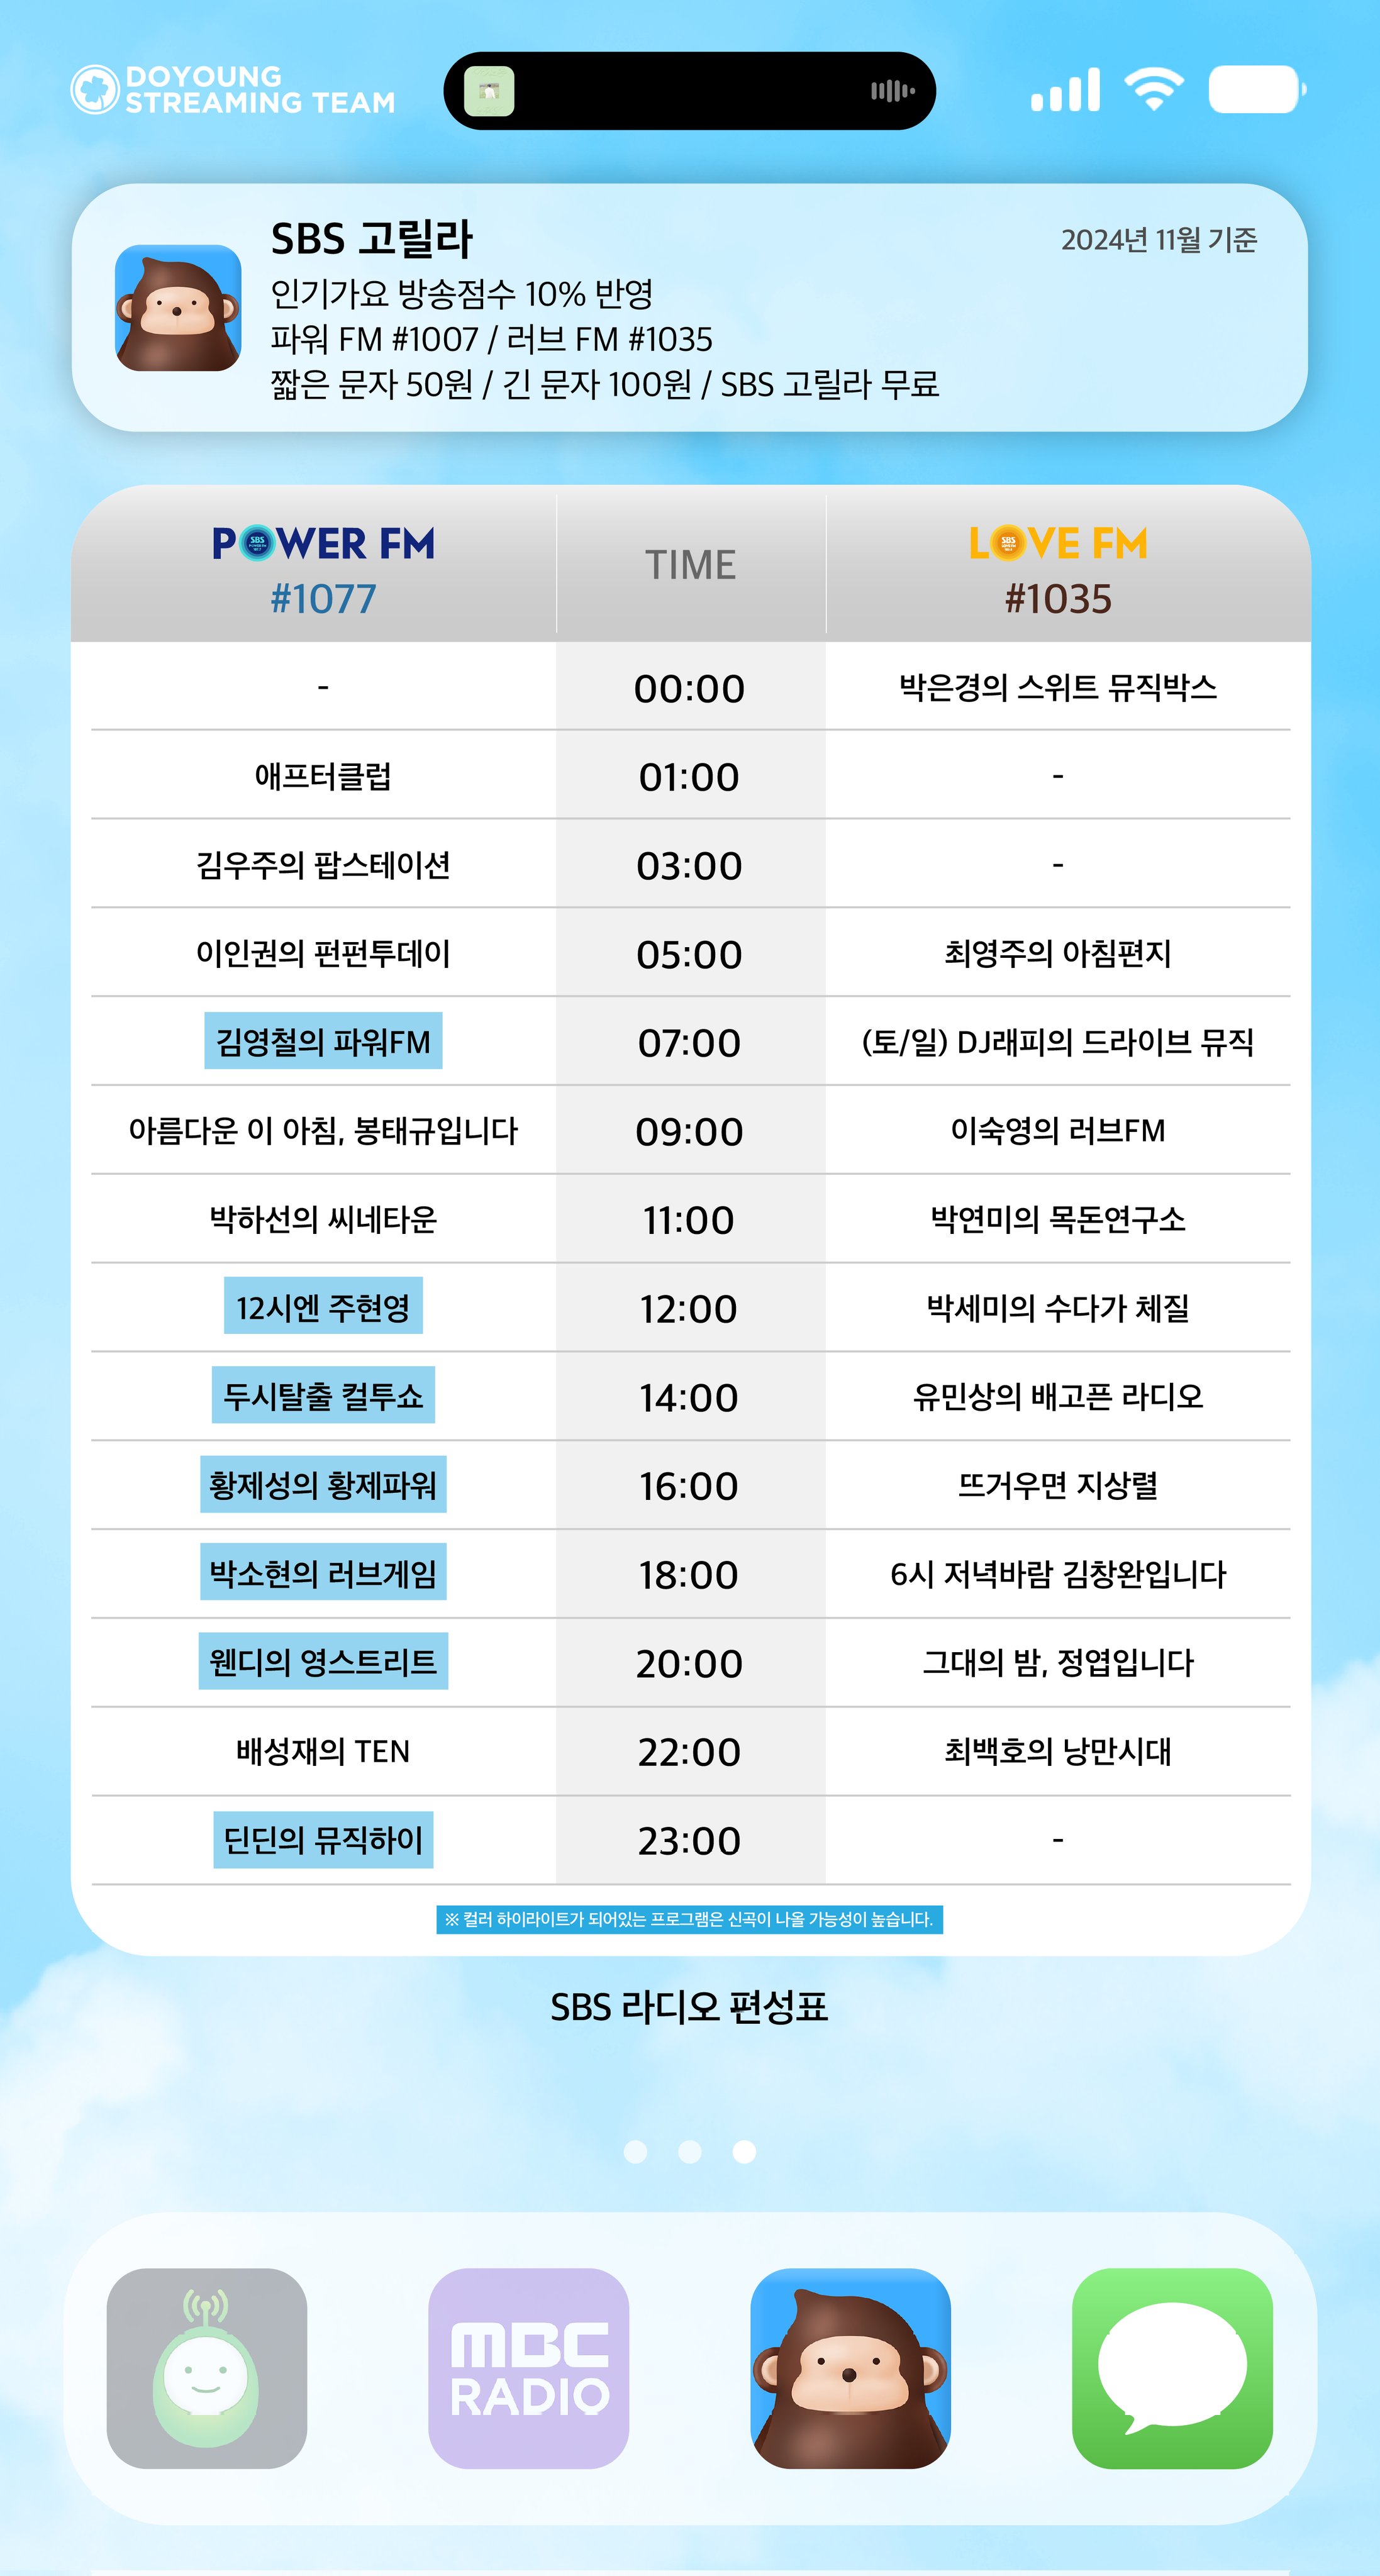 DOYOUNG
STREAMING TEAM
SBS 고릴라
2024년 11월 기준
인기가요 방송점수 10% 반영
파워 FM #1007 / 러브 FM #1035
짧은 문자 50원 / 긴 문자 100원 / SBS 고릴라 무료
POWER FM
#1077
TIME
LOVE FM
#1035
- 00:00 박은경의 스위트 뮤직박스
애프터클럽 01:00 -
김우주의 팝스테이션 03:00 -
이인권의 펀펀투데이 05:00 최영주의 아침편지
김영철의 파워FM 07:00 (토/일) DJ래피의 드라이브 뮤직
아름다운 이 아침, 봉태규입니다 09:00 이숙영의 러브FM
박하선의 씨네타운 11:00 박연미의 목돈연구소
12시엔 주현영 12:00 박세미의 수다가 체질
두시탈출 컬투쇼 14:00 유민상의 배고픈 라디오
황제성의 황제파워 16:00 뜨거우면 지상렬
박소현의 러브게임 18:00 6시 저녁바람 김창완입니다
웬디의 영스트리트 20:00 그대의 밤, 정엽입니다
배성재의 TEN 22:00 최백호의 낭만시대
딘딘의 뮤직하이 23:00 -
※ 컬러 하이라이트가 되어있는 프로그램은 신곡이 나올 가능성이 높습니다.
SBS 라디오 편성표
MBC
RADIO